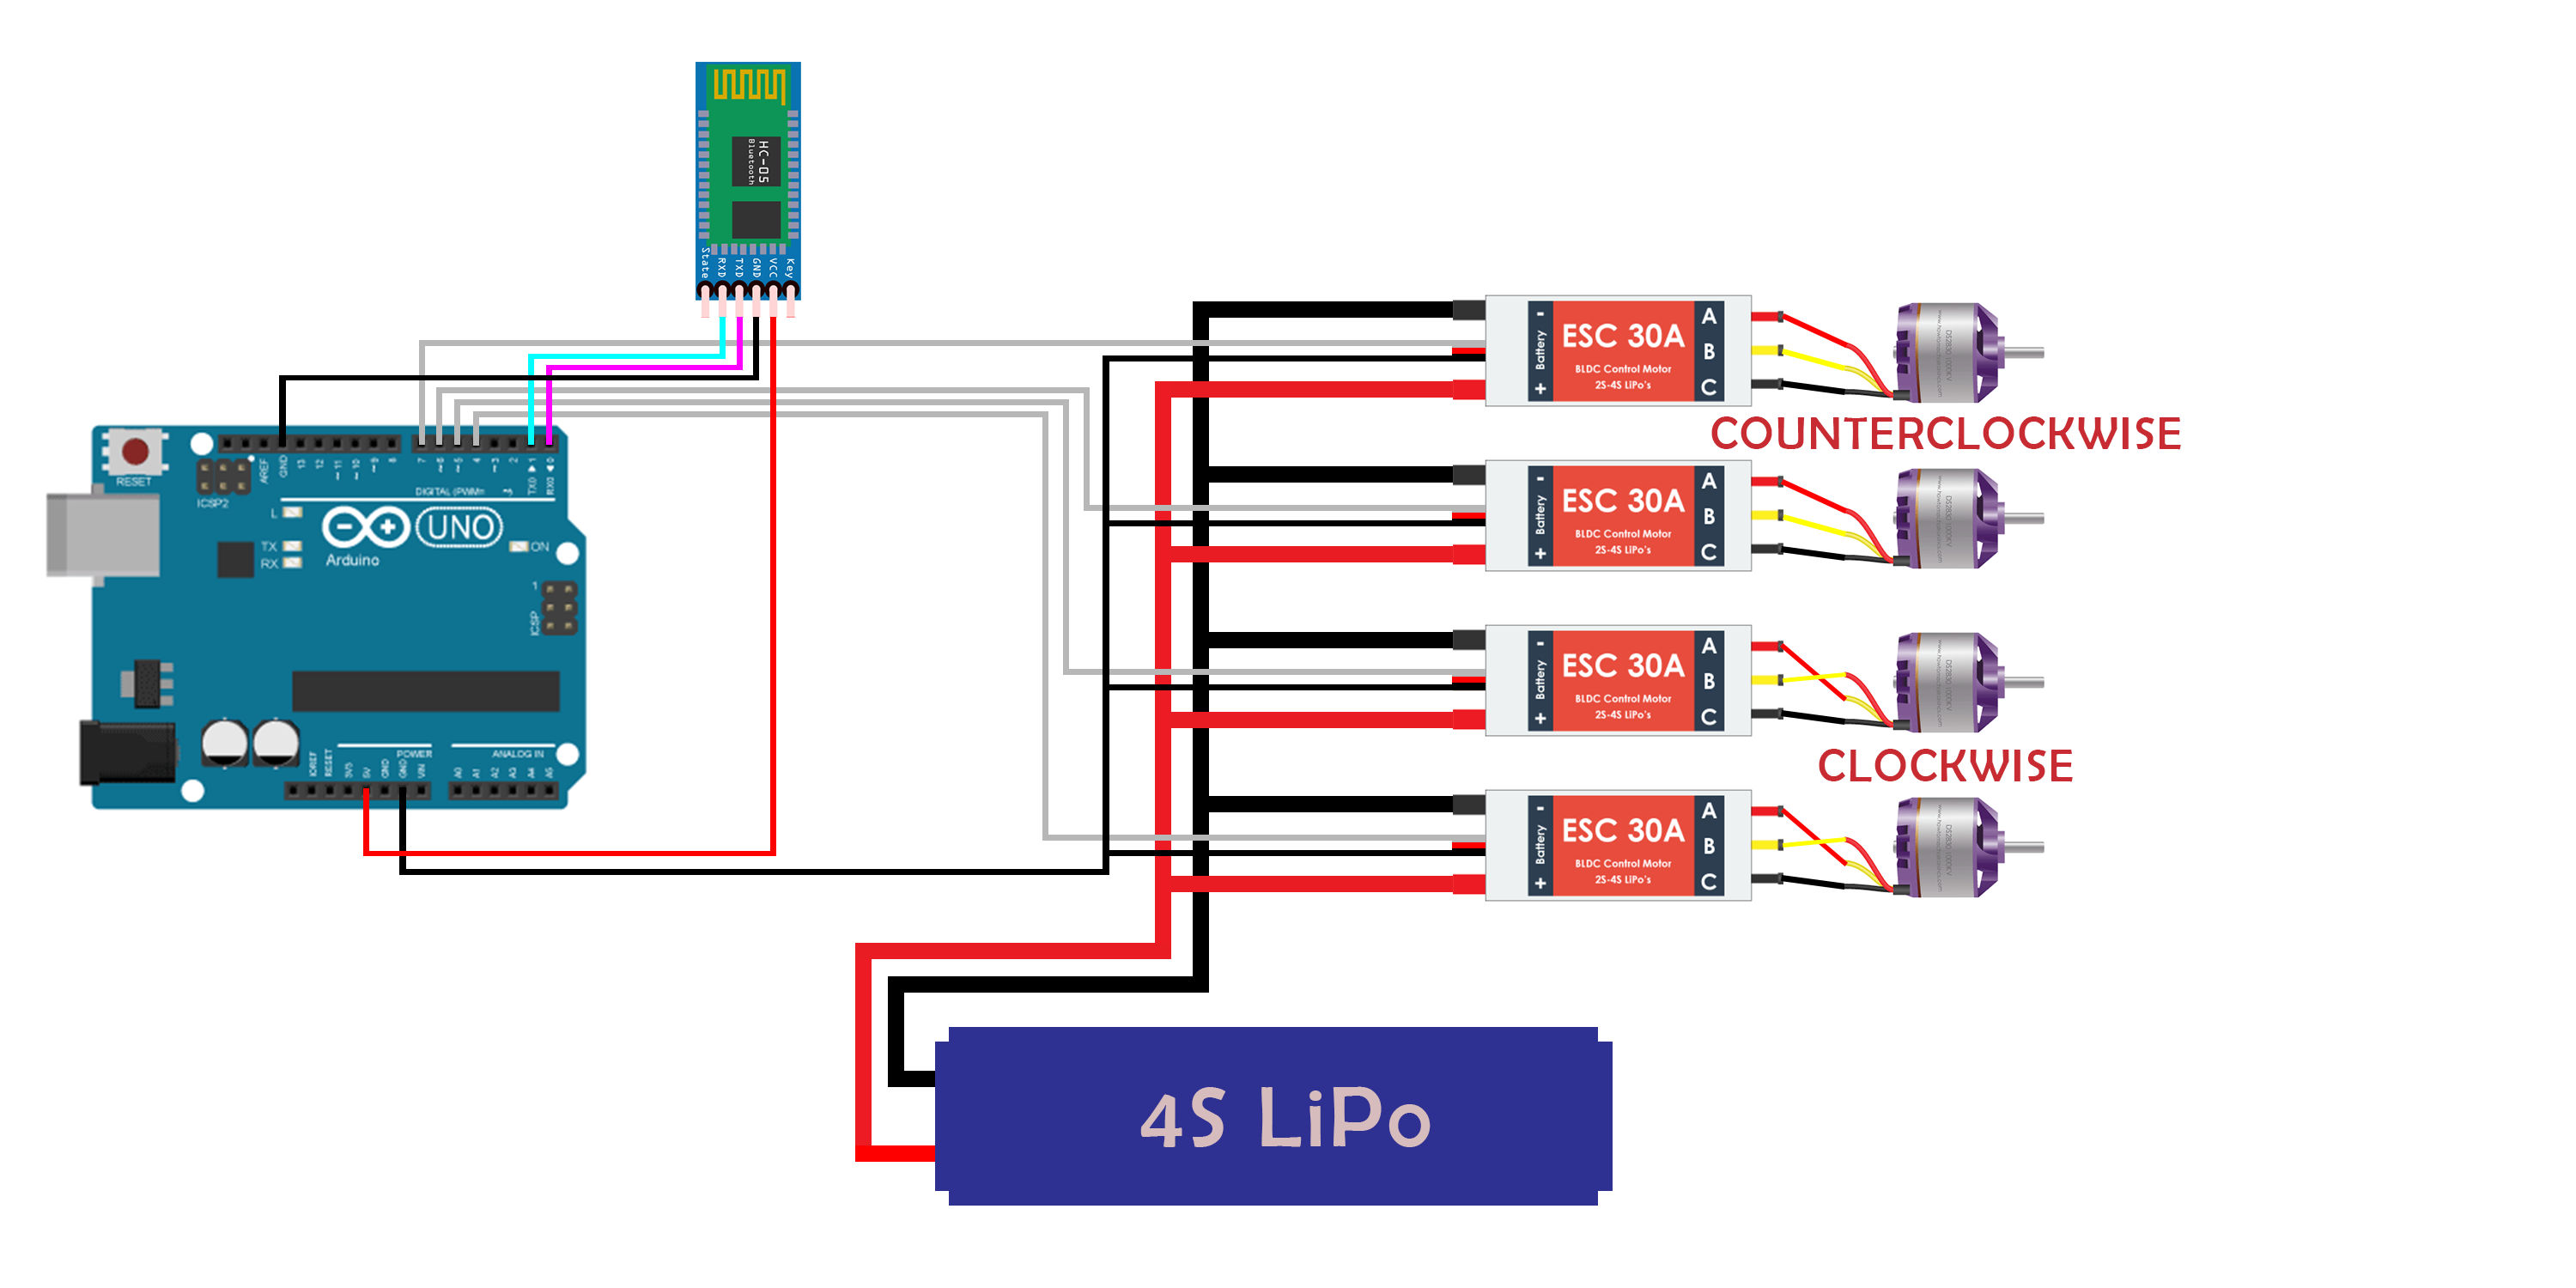 HC-05
Bluetooth
State
RXD
TXD
GND
VCC
Key
RESET
ICSP2
AREF
GND
13
12
~11
~10
~9
8
7
~6
~5
4
~3
2
TX0 1
RX0 0
DIGITAL (PWM=
L
TX
RX
UNO
Arduino
ON
1
ICSP
POWER
ANALOG IN
IOREF
RESET
3V3
5V
GND
GND
VIN
A0
A1
A2
A3
A4
A5
- Battery +
ESC 30A
BLDC Control Motor
2S-4S LiPo's
A
B
C
COUNTERCLOCKWISE
- Battery +
ESC 30A
BLDC Control Motor
2S-4S LiPo's
A
B
C
- Battery +
ESC 30A
BLDC Control Motor
2S-4S LiPo's
A
B
C
CLOCKWISE
- Battery +
ESC 30A
BLDC Control Motor
2S-4S LiPo's
A
B
C
4S LiPo